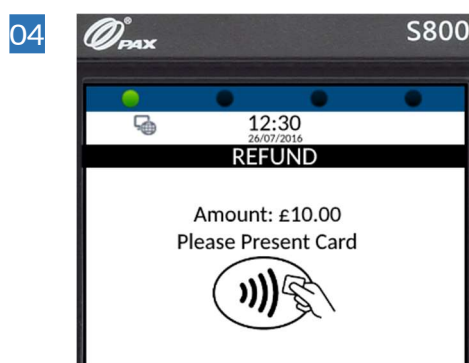 04
PAX
S800
12:30
26/07/2016
REFUND
Amount: £10.00
Please Present Card